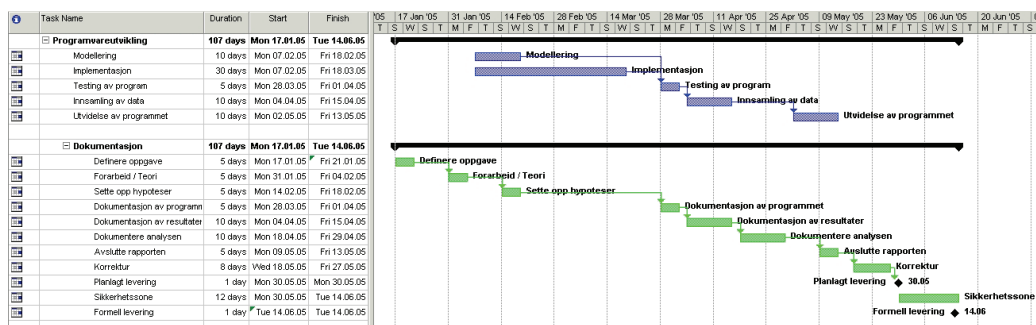 Task Name Duration Start Finish '05 17 Jan '05 31 Jan '05 14 Feb '05 28 Feb '05 14 Mar '05 28 Mar '05 11 Apr '05 25 Apr '05 09 May '05 23 May '05 06 Jun '05 20 Jun '05
T S W S T M F T S W S T M F T S W S T M F T S W S T M F T S W S T M F T S W S
Programvareutvikling 107 days Mon 17.01.05 Tue 14.06.05
Modellering 10 days Mon 07.02.05 Fri 18.02.05 Modellering
Implementasjon 30 days Mon 07.02.05 Fri 18.03.05 Implementasjon
Testing av program 5 days Mon 28.03.05 Fri 01.04.05 Testing av program
Innsamling av data 10 days Mon 04.04.05 Fri 15.04.05 Innsamling av data
Utvidelse av programmet 10 days Mon 02.05.05 Fri 13.05.05 Utvidelse av programmet
Dokumentasjon 107 days Mon 17.01.05 Tue 14.06.05
Definere oppgave 5 days Mon 17.01.05 Fri 21.01.05 Definere oppgave
Forarbeid / Teori 5 days Mon 31.01.05 Fri 04.02.05 Forarbeid / Teori
Sette opp hypoteser 5 days Mon 14.02.05 Fri 18.02.05 Sette opp hypoteser
Dokumentasjon av programm 5 days Mon 28.03.05 Fri 01.04.05 Dokumentasjon av programmet
Dokumentasjon av resultater 10 days Mon 04.04.05 Fri 15.04.05 Dokumentasjon av resultater
Dokumentere analysen 10 days Mon 18.04.05 Fri 29.04.05 Dokumentere analysen
Avslutte rapporten 5 days Mon 09.05.05 Fri 13.05.05 Avslutte rapporten
Korrektur 8 days Wed 18.05.05 Fri 27.05.05 Korrektur
Planlagt levering 1 day Mon 30.05.05 Mon 30.05.05 Planlagt levering 30.05
Sikkerhetssone 12 days Mon 30.05.05 Tue 14.06.05 Sikkerhetssone
Formell levering 1 day Tue 14.06.05 Tue 14.06.05 Formell levering 14.06